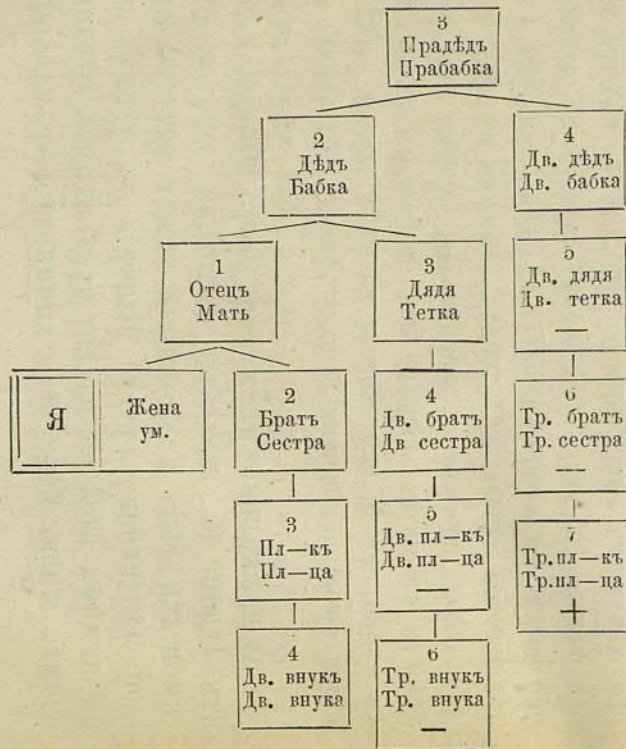 3
Прадѣдъ
Прабабка
2
Дѣдъ
Бабка
4
Дв. дѣдъ
Дв. бабка
1
Отецъ
Мать
3
Дядя
Тетка
5
Дв. дядя
Дв. тетка
—
Я
Жена
ум.
2
Братъ
Сестра
4
Дв. братъ
Дв сестра
6
Тр. братъ
Тр. сестра
—
3
Пл—къ
Пл—ца
5
Дв. пл—къ
Дв. пл—ца
—
7
Тр. пл—къ
Тр. пл—ца
+
4
Дв. внукъ
Дв. внука
6
Тр. внукъ
Тр. внука
—